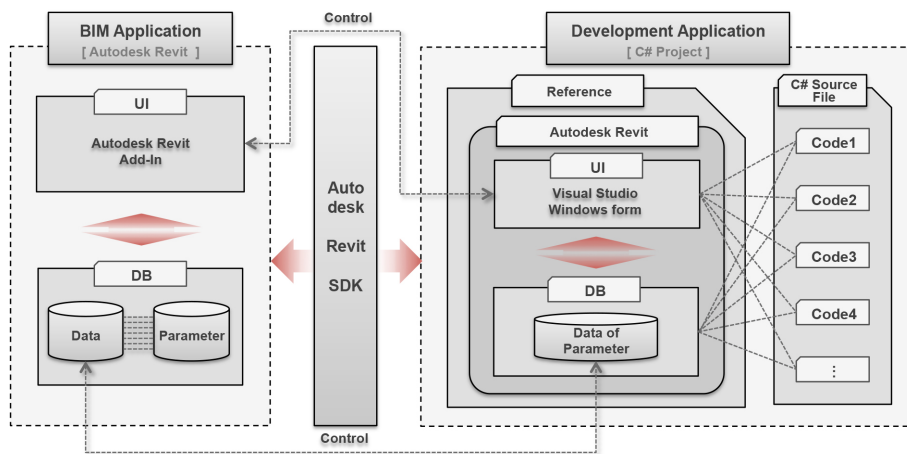 BIM Application
[ Autodesk Revit ]
Control
Development Application
[ C# Project ]
UI
Autodesk Revit
Add-In
DB
Data
Parameter
Auto
desk
Revit
SDK
Control
Reference
Autodesk Revit
UI
Visual Studio
Windows form
DB
Data of
Parameter
C# Source
File
Code1
Code2
Code3
Code4
⋮